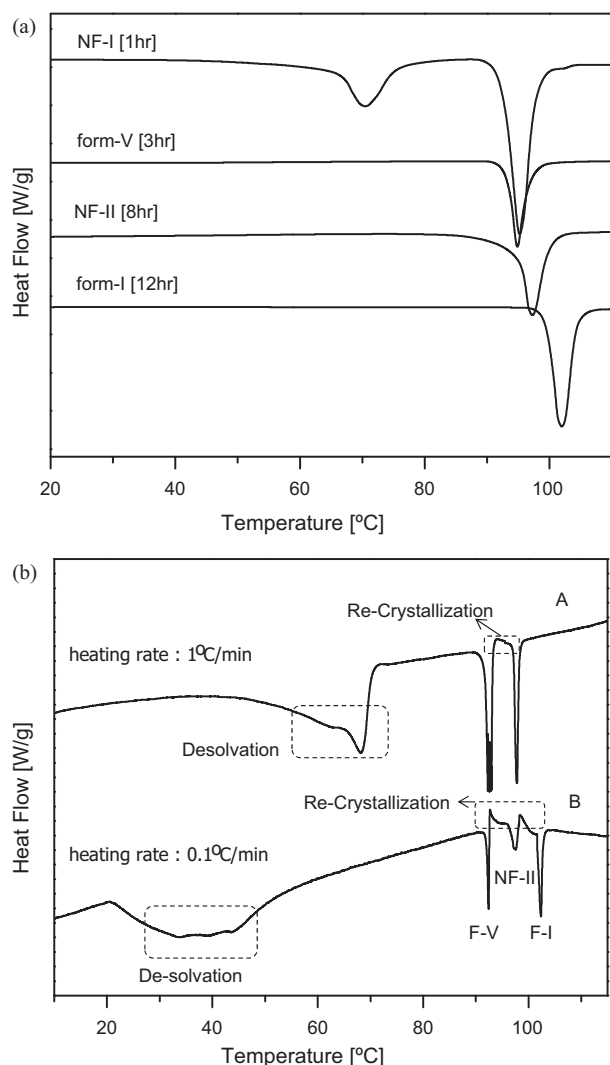 (a)
NF-I [1hr]
form-V [3hr]
NF-II [8hr]
form-I [12hr]
Heat Flow [W/g]
20 40 60 80 100
Temperature [ºC]
(b)
A
Re-Crystallization
heating rate : 1ºC/min
Desolvation
Heat Flow [W/g]
Re-Crystallization
B
heating rate : 0.1ºC/min
NF-II
F-V F-I
De-solvation
20 40 60 80 100
Temperature [ºC]